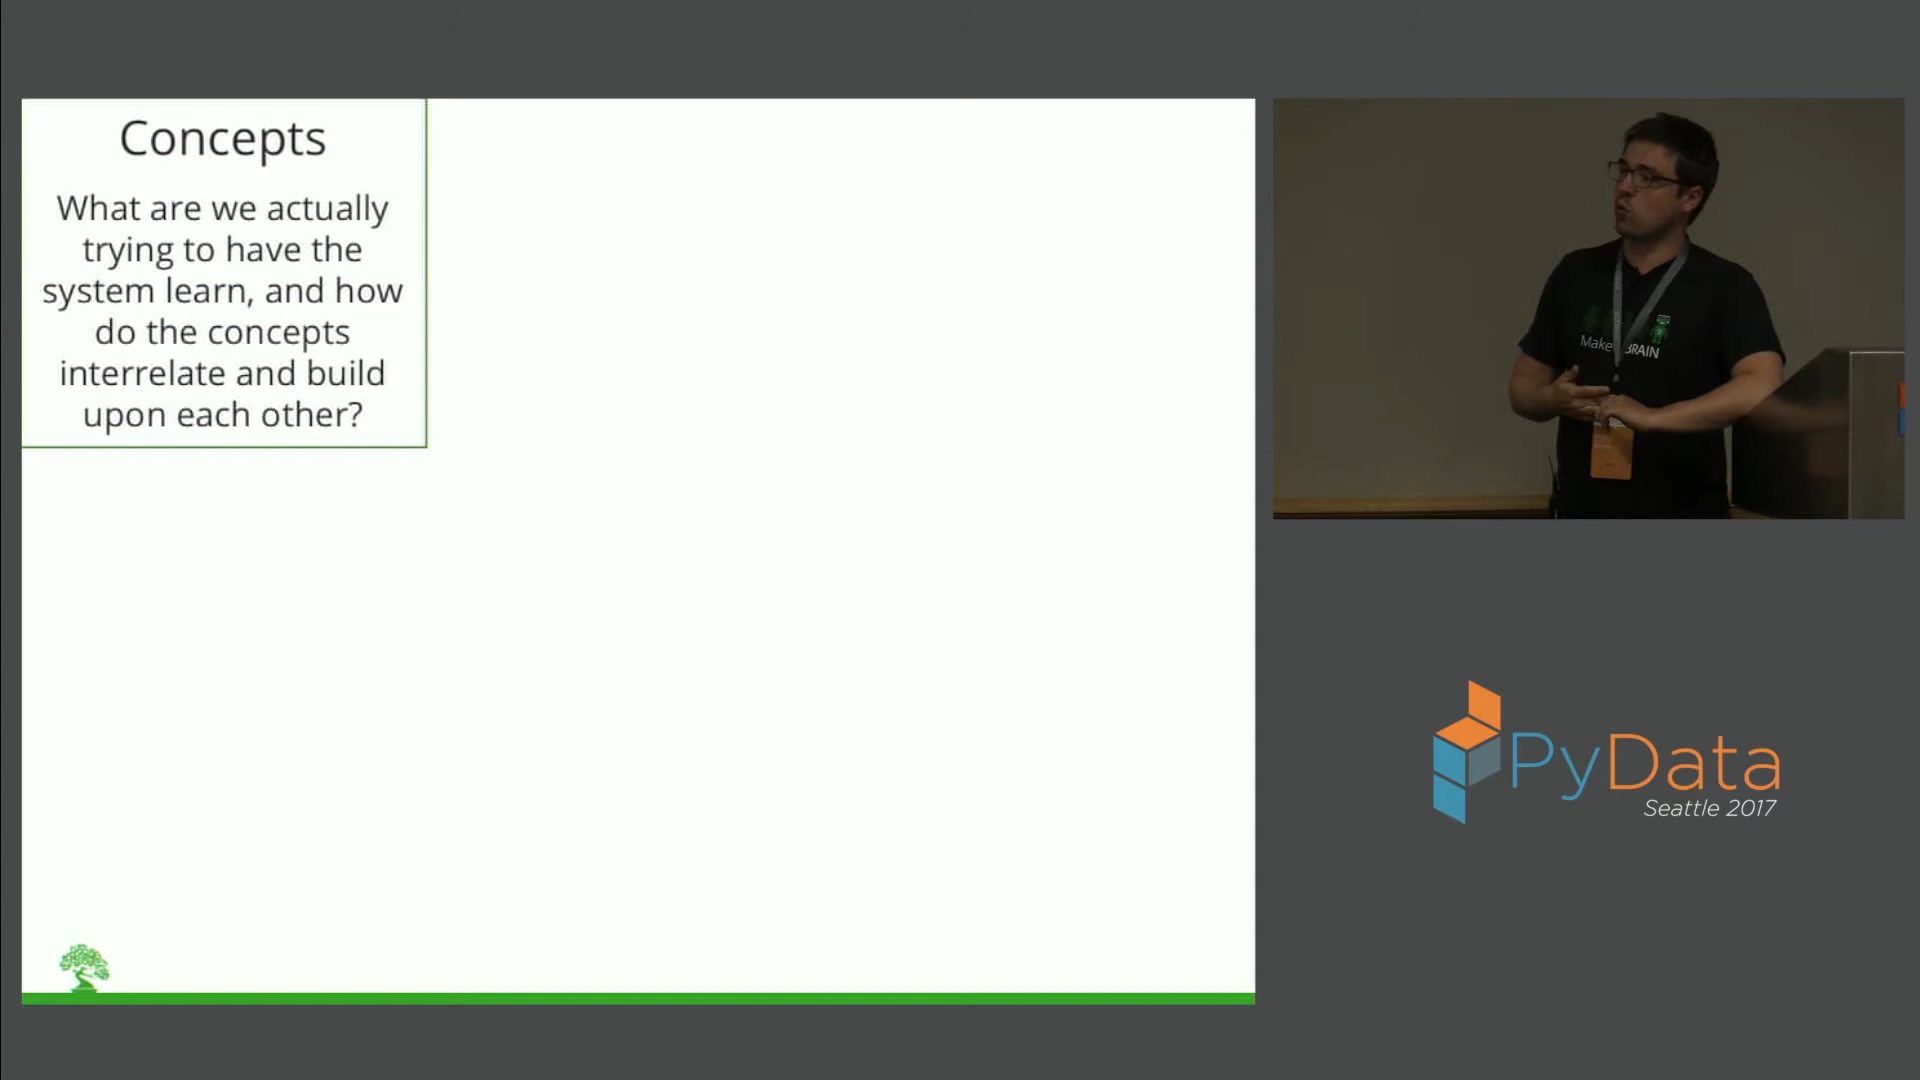 Concepts
What are we actually
trying to have the
system learn, and how
do the concepts
interrelate and build
upon each other?
Make
BRAIN
PyData
Seattle 2017